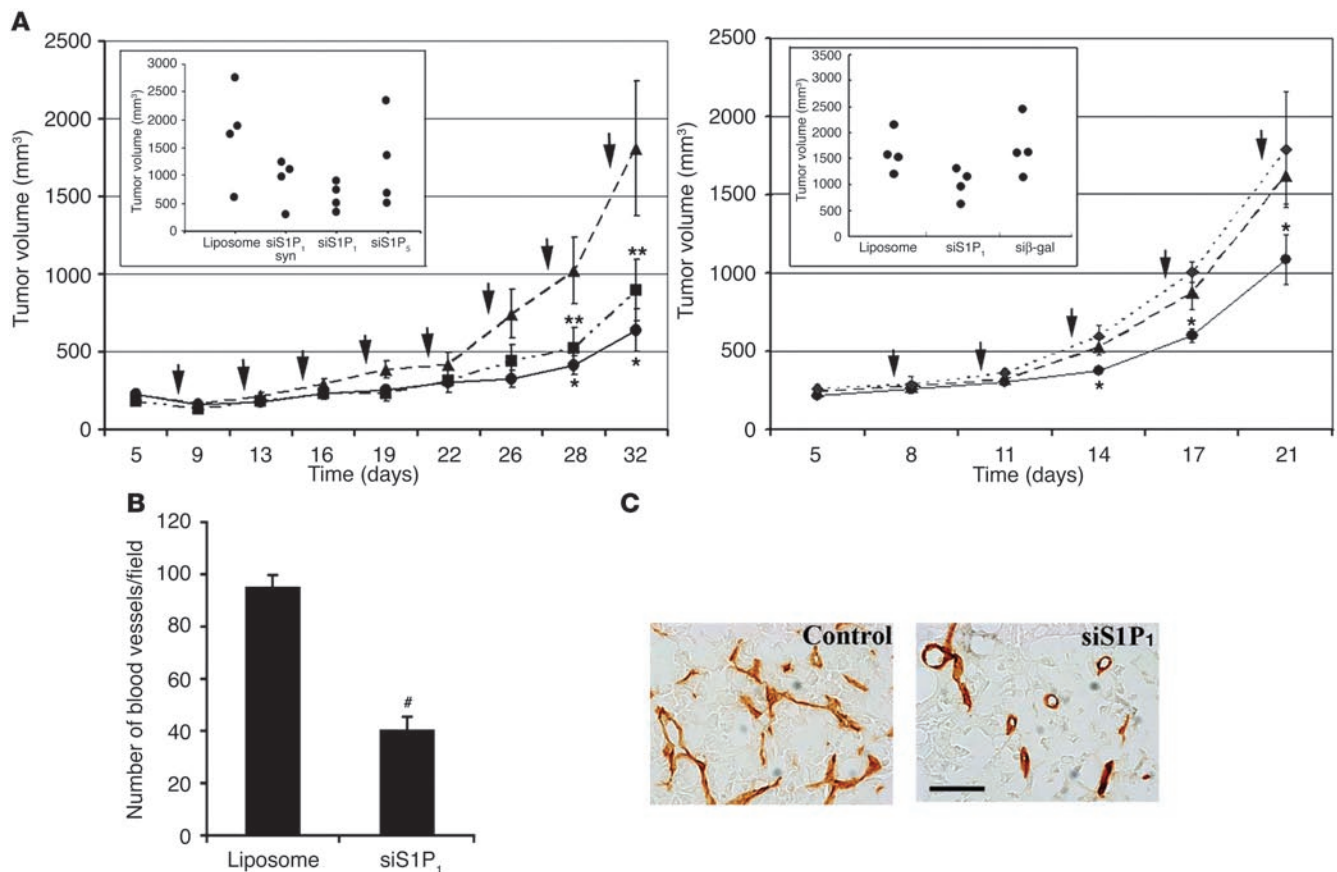 A
2500
2000
1500
1000
500
0
Tumor volume (mm³)
5 9 13 16 19 22 26 28 32
Time (days)
** **
* *
3000
2500
2000
1500
1000
500
0
Tumor volume (mm³)
Liposome siS1P₁ syn siS1P₁ siS1P₅
2500
2000
1500
1000
500
0
Tumor volume (mm³)
5 8 11 14 17 21
Time (days)
* * *
3500
3000
2500
2000
1500
1000
500
0
Tumor volume (mm³)
Liposome siS1P₁ siβ-gal
B
120
100
80
60
40
20
0
Number of blood vessels/field
#
Liposome siS1P₁
C
Control
siS1P₁